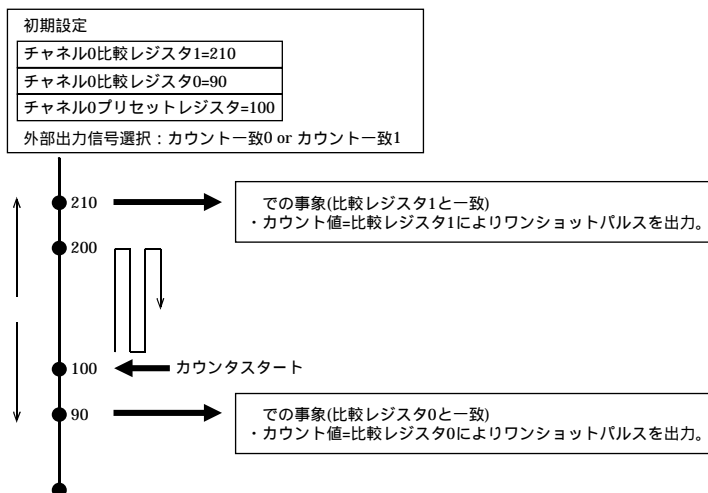 初期設定
チャネル0比較レジスタ1=210
チャネル0比較レジスタ0=90
チャネル0プリセットレジスタ=100
外部出力信号選択：カウント一致0 or カウント一致1
210
での事象(比較レジスタ1と一致)
・カウント値=比較レジスタ1によりワンショットパルスを出力。
200
100
カウンタスタート
90
での事象(比較レジスタ0と一致)
・カウント値=比較レジスタ0によりワンショットパルスを出力。